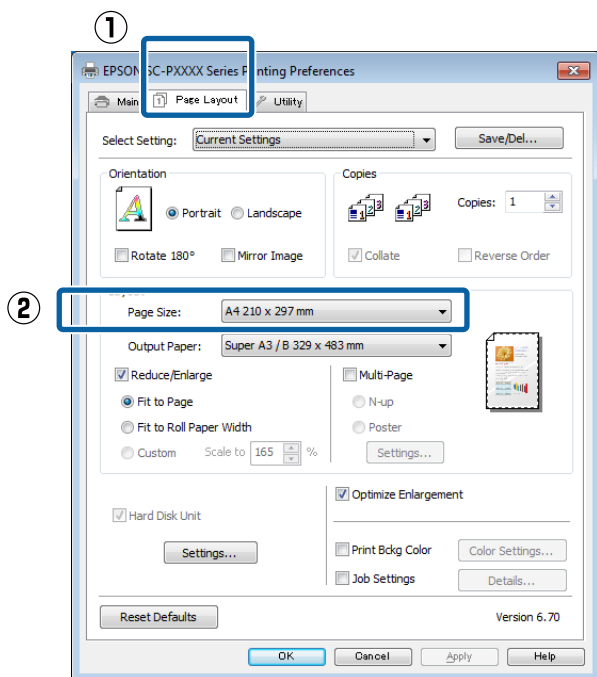 ①
EPSON SC-PXXXX Series Printing Preferences
Main Page Layout Utility
Select Setting: Current Settings Save/Del...
Orientation Copies
Portrait Landscape Copies: 1
Rotate 180° Mirror Image Collate Reverse Order
②
Page Size: A4 210 x 297 mm
Output Paper: Super A3 / B 329 x 483 mm
Reduce/Enlarge Multi-Page
Fit to Page N-up
Fit to Roll Paper Width Poster
Custom Scale to 165 % Settings...
Optimize Enlargement
Hard Disk Unit
Settings... Print Bckg Color Color Settings...
Job Settings Details...
Reset Defaults Version 6.70
OK Cancel Apply Help